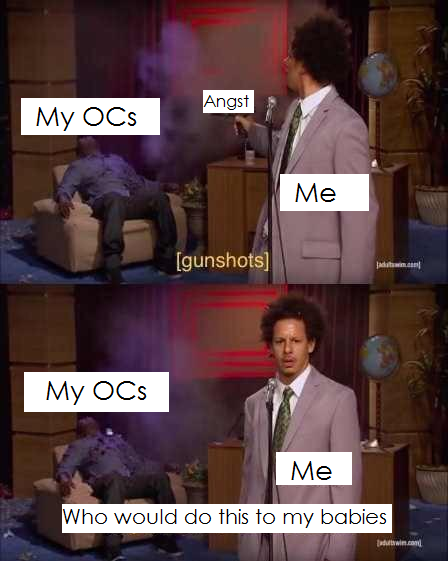 Angst
My OCs
Me
[gunshots]
[adultswim.com]
My OCs
Me
Who would do this to my babies
[adultswim.com]